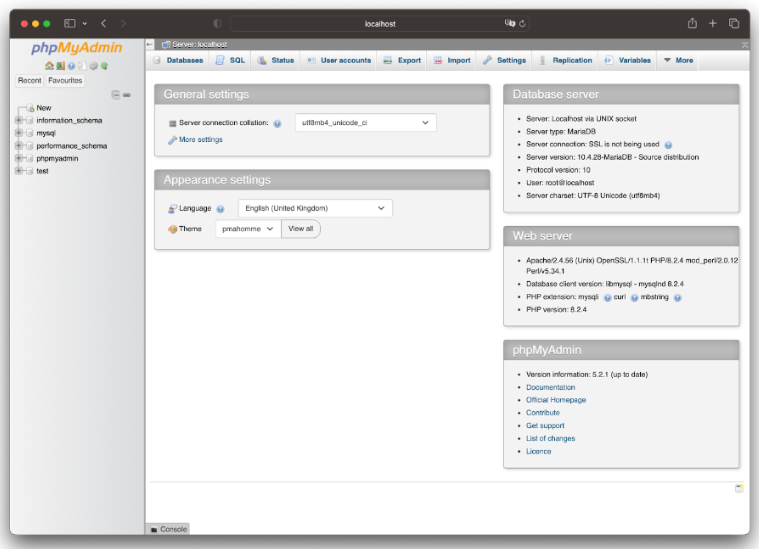 localhost
phpMyAdmin
Recent Favourites
New
information_schema
mysql
performance_schema
phpmyadmin
test
Server: localhost
Databases SQL Status User accounts Export Import Settings Replication Variables More
General settings
Server connection collation: utf8mb4_unicode_ci
More settings
Appearance settings
Language English (United Kingdom)
Theme pmahomme View all
Database server
Server: Localhost via UNIX socket
Server type: MariaDB
Server connection: SSL is not being used
Server version: 10.4.28-MariaDB - Source distribution
Protocol version: 10
User: root@localhost
Server charset: UTF-8 Unicode (utf8mb4)
Web server
Apache/2.4.56 (Unix) OpenSSL/1.1.1t PHP/8.2.4 mod_perl/2.0.12
Perl/v5.34.1
Database client version: libmysql - mysqlnd 8.2.4
PHP extension: mysqli curl mbstring
PHP version: 8.2.4
phpMyAdmin
Version information: 5.2.1 (up to date)
Documentation
Official Homepage
Contribute
Get support
List of changes
Licence
Console